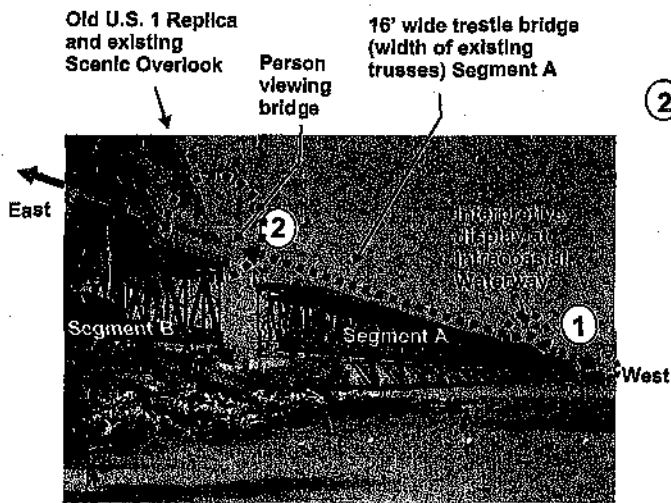 Old U.S. 1 Replica
and existing
Scenic Overlook
Person
viewing
bridge
16' wide trestle bridge
(width of existing
trusses) Segment A
2
East
2
Interpretive
display at
Intracoastal
Waterway
Segment B
Segment A
1
West